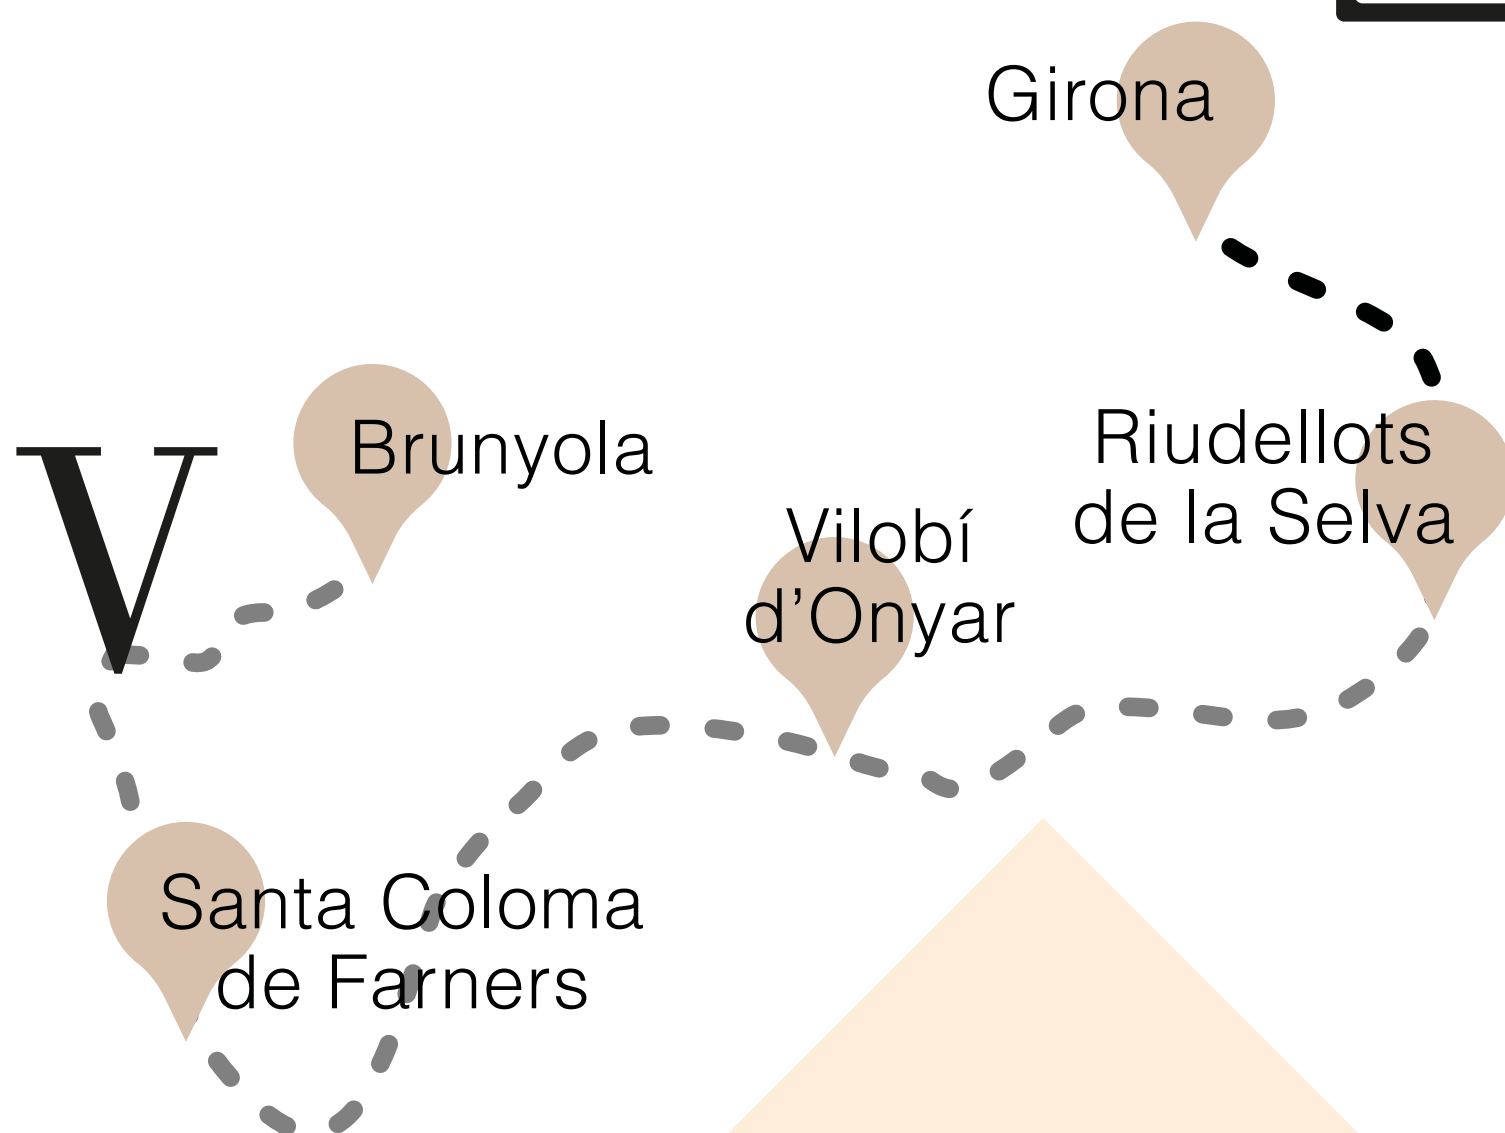 Girona
Brunyola
Riudellots
de la Selva
V
Vilobí
d’Onyar
Santa Coloma
de Farners